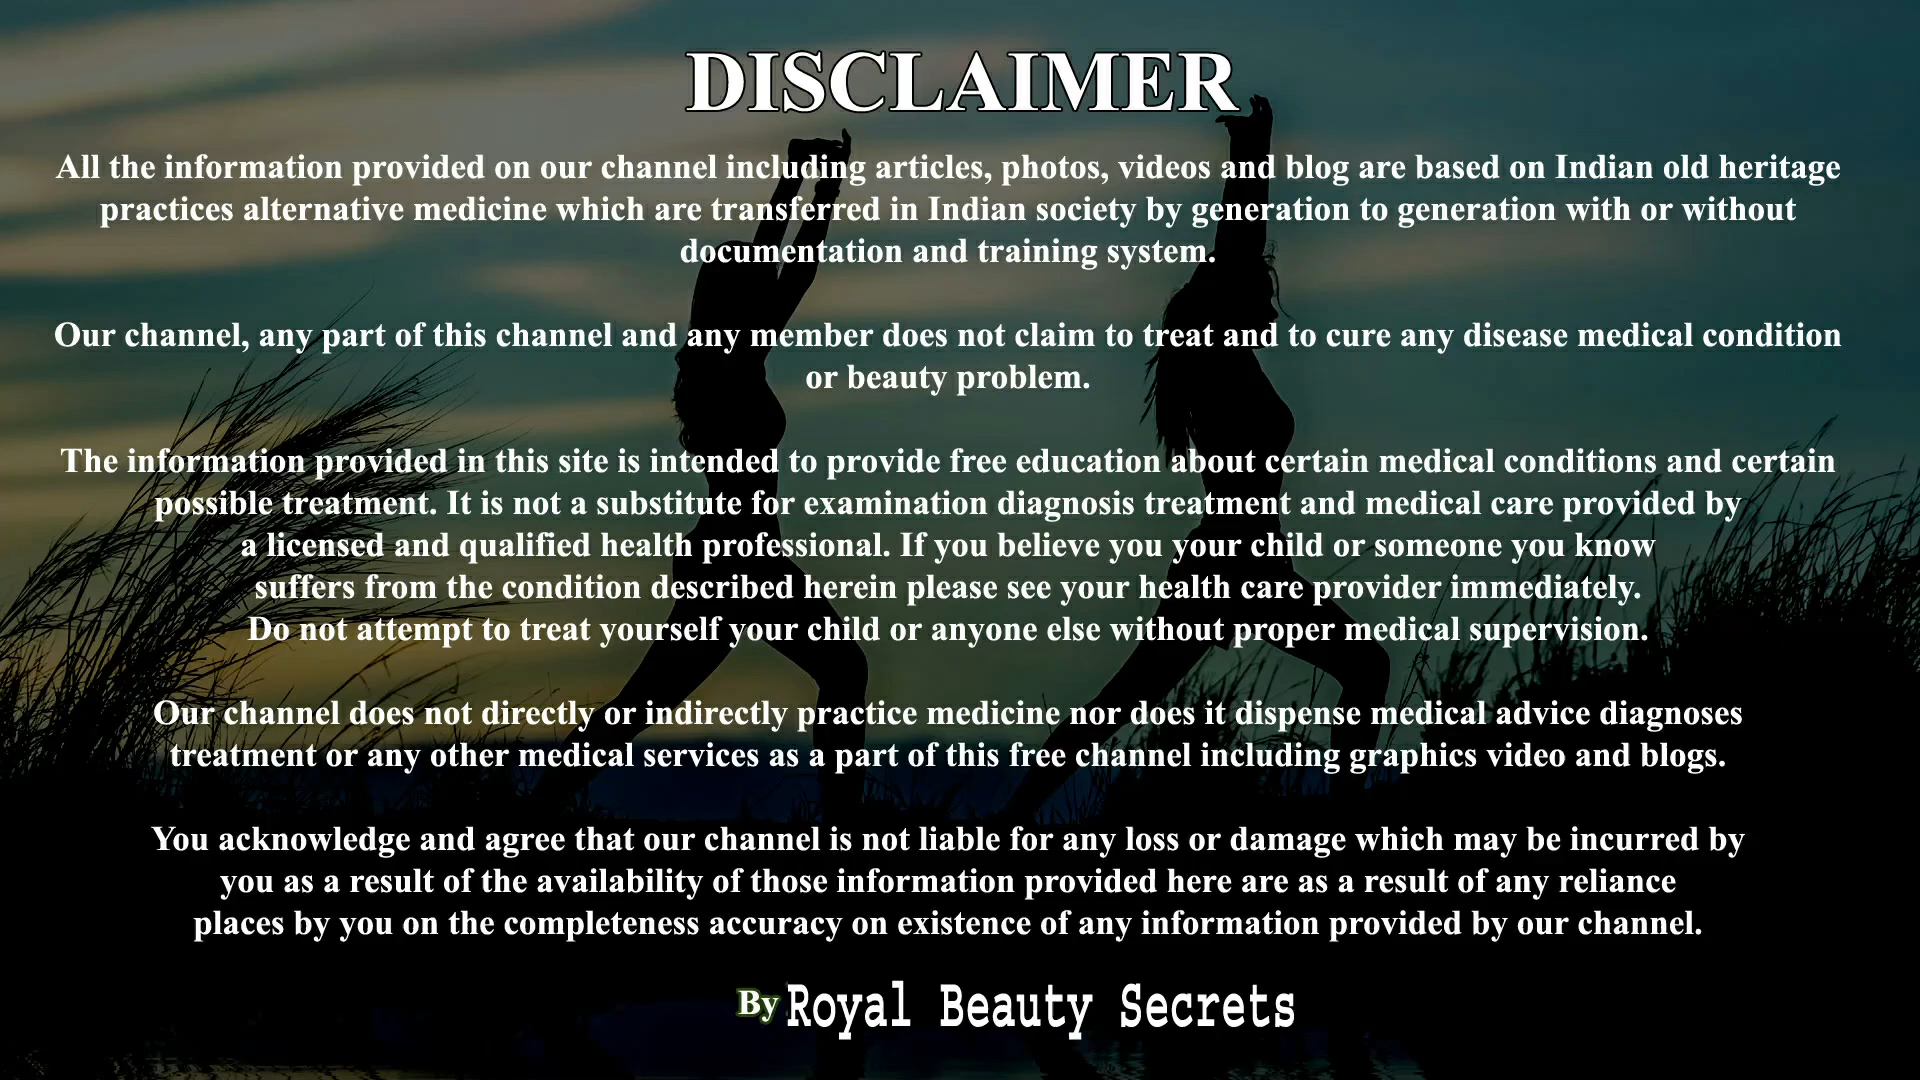 DISCLAIMER
All the information provided on our channel including articles, photos, videos and blog are based on Indian old heritage
practices alternative medicine which are transferred in Indian society by generation to generation with or without
documentation and training system.
Our channel, any part of this channel and any member does not claim to treat and to cure any disease medical condition
or beauty problem.
The information provided in this site is intended to provide free education about certain medical conditions and certain
possible treatment. It is not a substitute for examination diagnosis treatment and medical care provided by
a licensed and qualified health professional. If you believe you your child or someone you know
suffers from the condition described herein please see your health care provider immediately.
Do not attempt to treat yourself your child or anyone else without proper medical supervision.
Our channel does not directly or indirectly practice medicine nor does it dispense medical advice diagnoses
treatment or any other medical services as a part of this free channel including graphics video and blogs.
You acknowledge and agree that our channel is not liable for any loss or damage which may be incurred by
you as a result of the availability of those information provided here are as a result of any reliance
places by you on the completeness accuracy on existence of any information provided by our channel.
By Royal Beauty Secrets